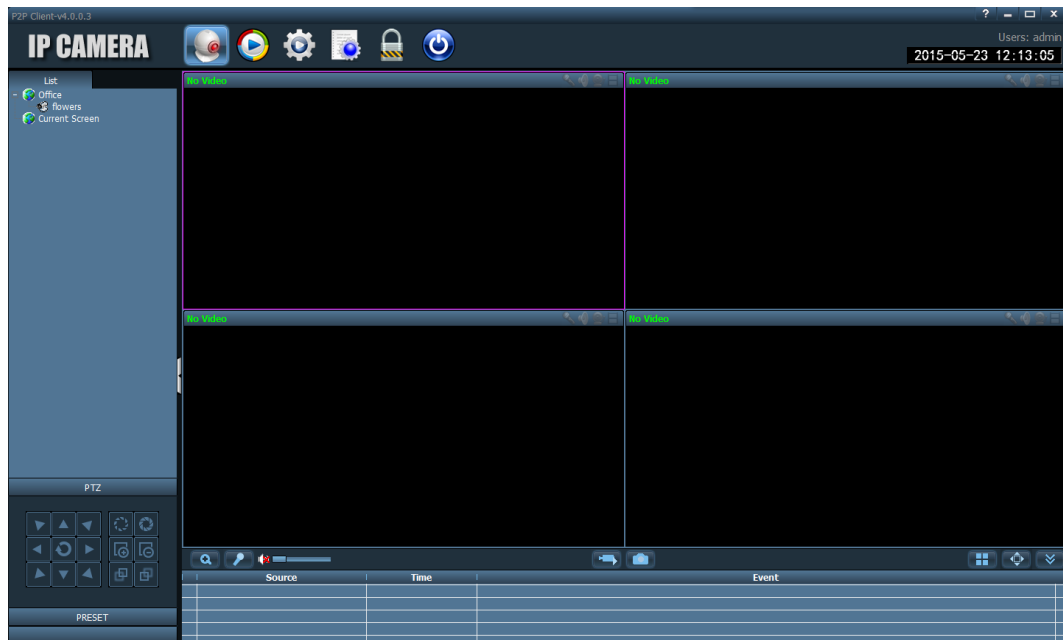 P2P Client-v4.0.0.3
IP CAMERA
Users: admin
2015-05-23 12:13:05
List
Office
flowers
Current Screen
No Video
No Video
No Video
No Video
PTZ
PRESET
Source Time Event